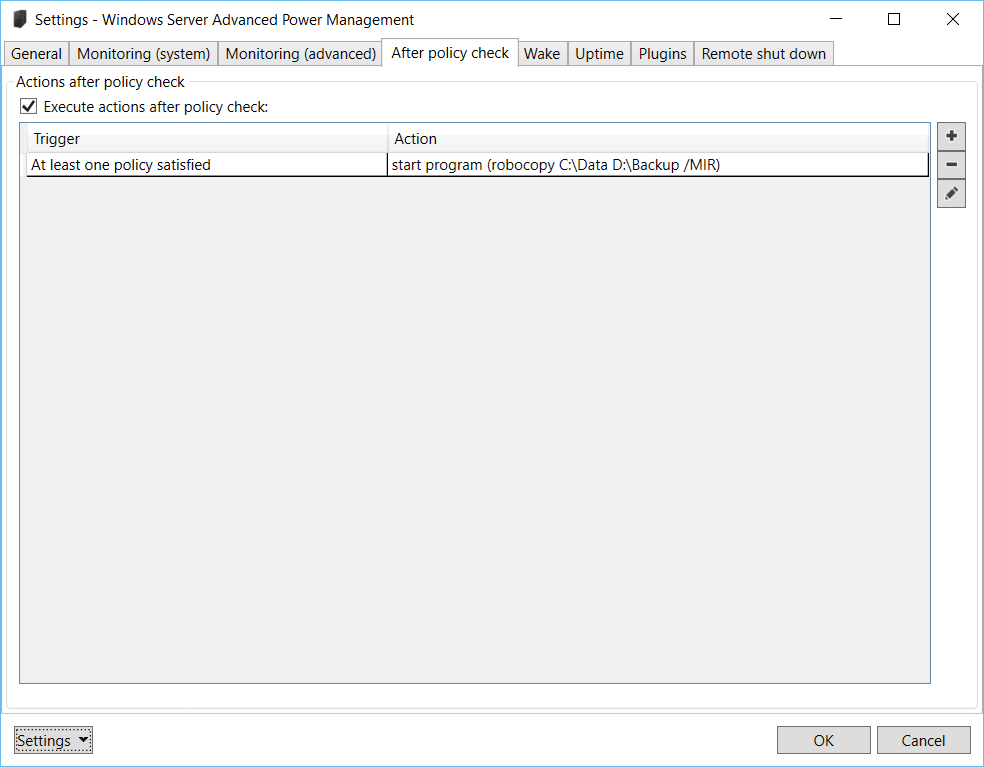 Settings - Windows Server Advanced Power Management
General Monitoring (system) Monitoring (advanced) After policy check Wake Uptime Plugins Remote shut down
Actions after policy check
Execute actions after policy check:
Trigger Action
At least one policy satisfied start program (robocopy C:\Data D:\Backup /MIR)
Settings OK Cancel